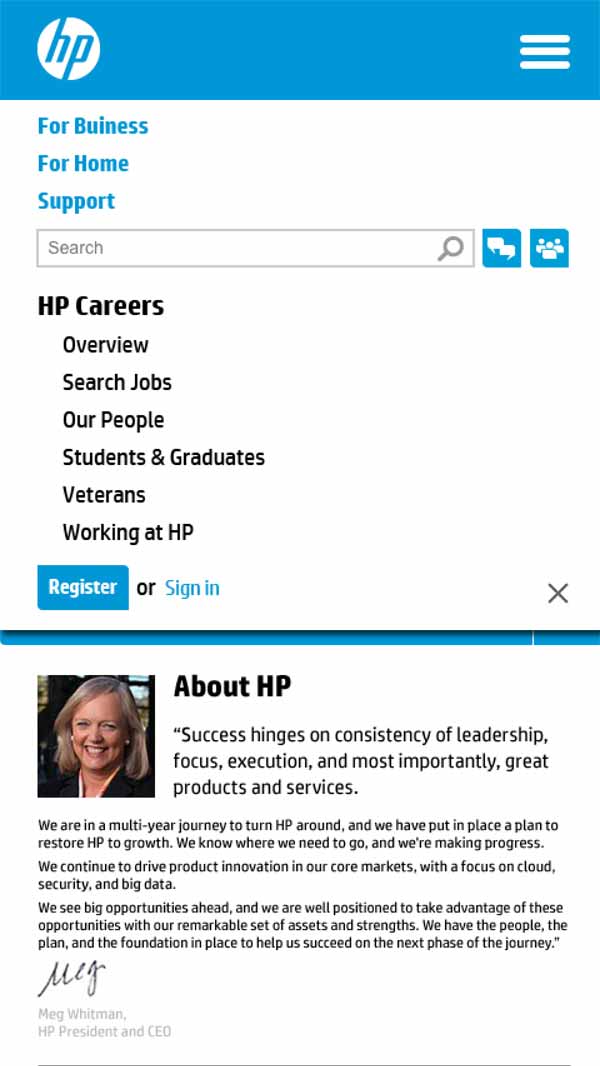 hp
For Buiness
For Home
Support
Search
HP Careers
Overview
Search Jobs
Our People
Students & Graduates
Veterans
Working at HP
Register or Sign in
About HP
“Success hinges on consistency of leadership,
focus, execution, and most importantly, great
products and services.
We are in a multi-year journey to turn HP around, and we have put in place a plan to
restore HP to growth. We know where we need to go, and we’re making progress.
We continue to drive product innovation in our core markets, with a focus on cloud,
security, and big data.
We see big opportunities ahead, and we are well positioned to take advantage of these
opportunities with our remarkable set of assets and strengths. We have the people, the
plan, and the foundation in place to help us succeed on the next phase of the journey.”
Meg
Meg Whitman,
HP President and CEO